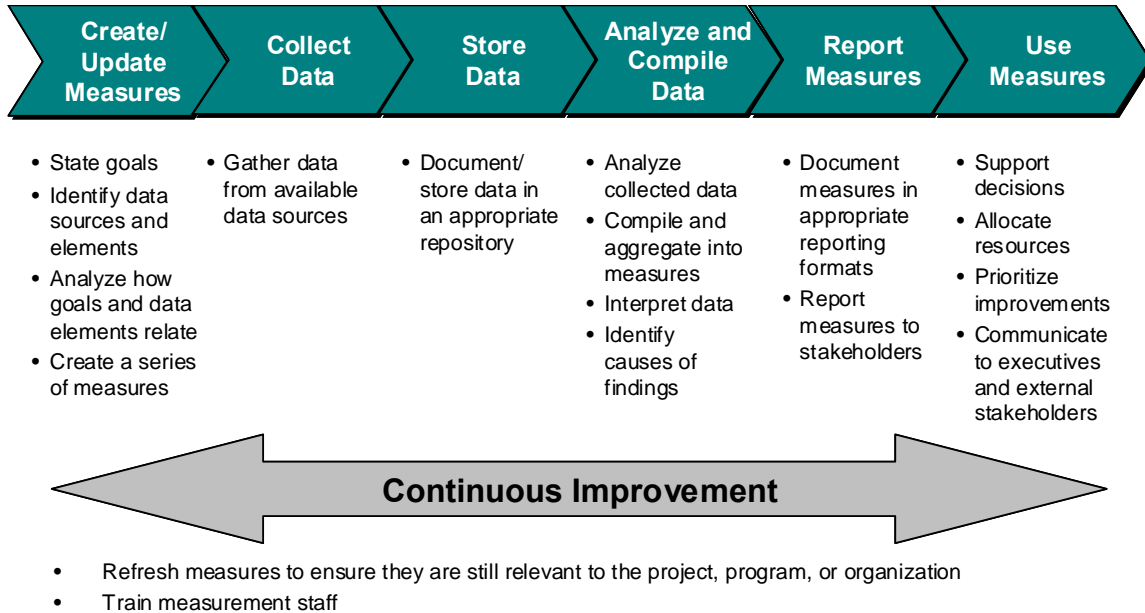 Create/
Update
Measures
Collect
Data
Store
Data
Analyze and
Compile
Data
Report
Measures
Use
Measures
• State goals
• Identify data
sources and
elements
• Analyze how
goals and data
elements relate
• Create a series
of measures
• Gather data
from available
data sources
• Document/
store data in
an appropriate
repository
• Analyze
collected data
• Compile and
aggregate into
measures
• Interpret data
• Identify
causes of
findings
• Document
measures in
appropriate
reporting
formats
• Report
measures to
stakeholders
• Support
decisions
• Allocate
resources
• Prioritize
improvements
• Communicate
to executives
and external
stakeholders
Continuous Improvement
• Refresh measures to ensure they are still relevant to the project, program, or organization
• Train measurement staff